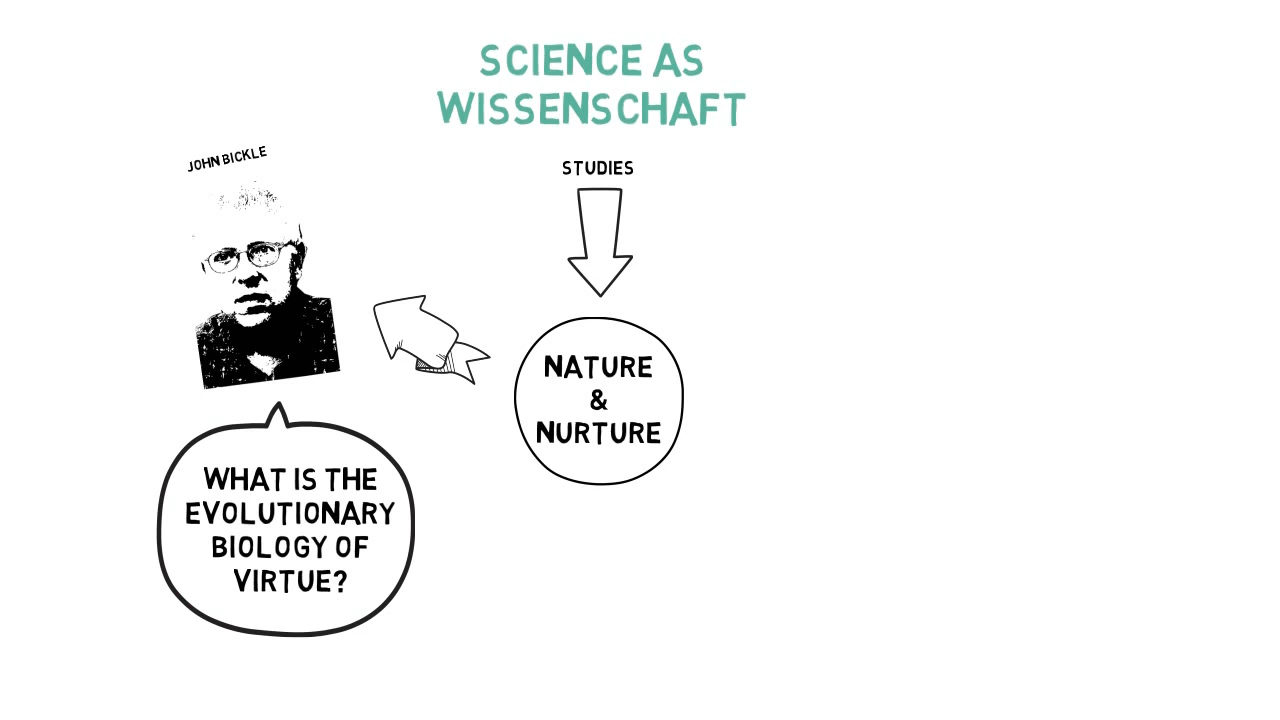 SCIENCE AS
WISSENSCHAFT
JOHN BICKLE
STUDIES
NATURE
&
NURTURE
WHAT IS THE
EVOLUTIONARY
BIOLOGY OF
VIRTUE?